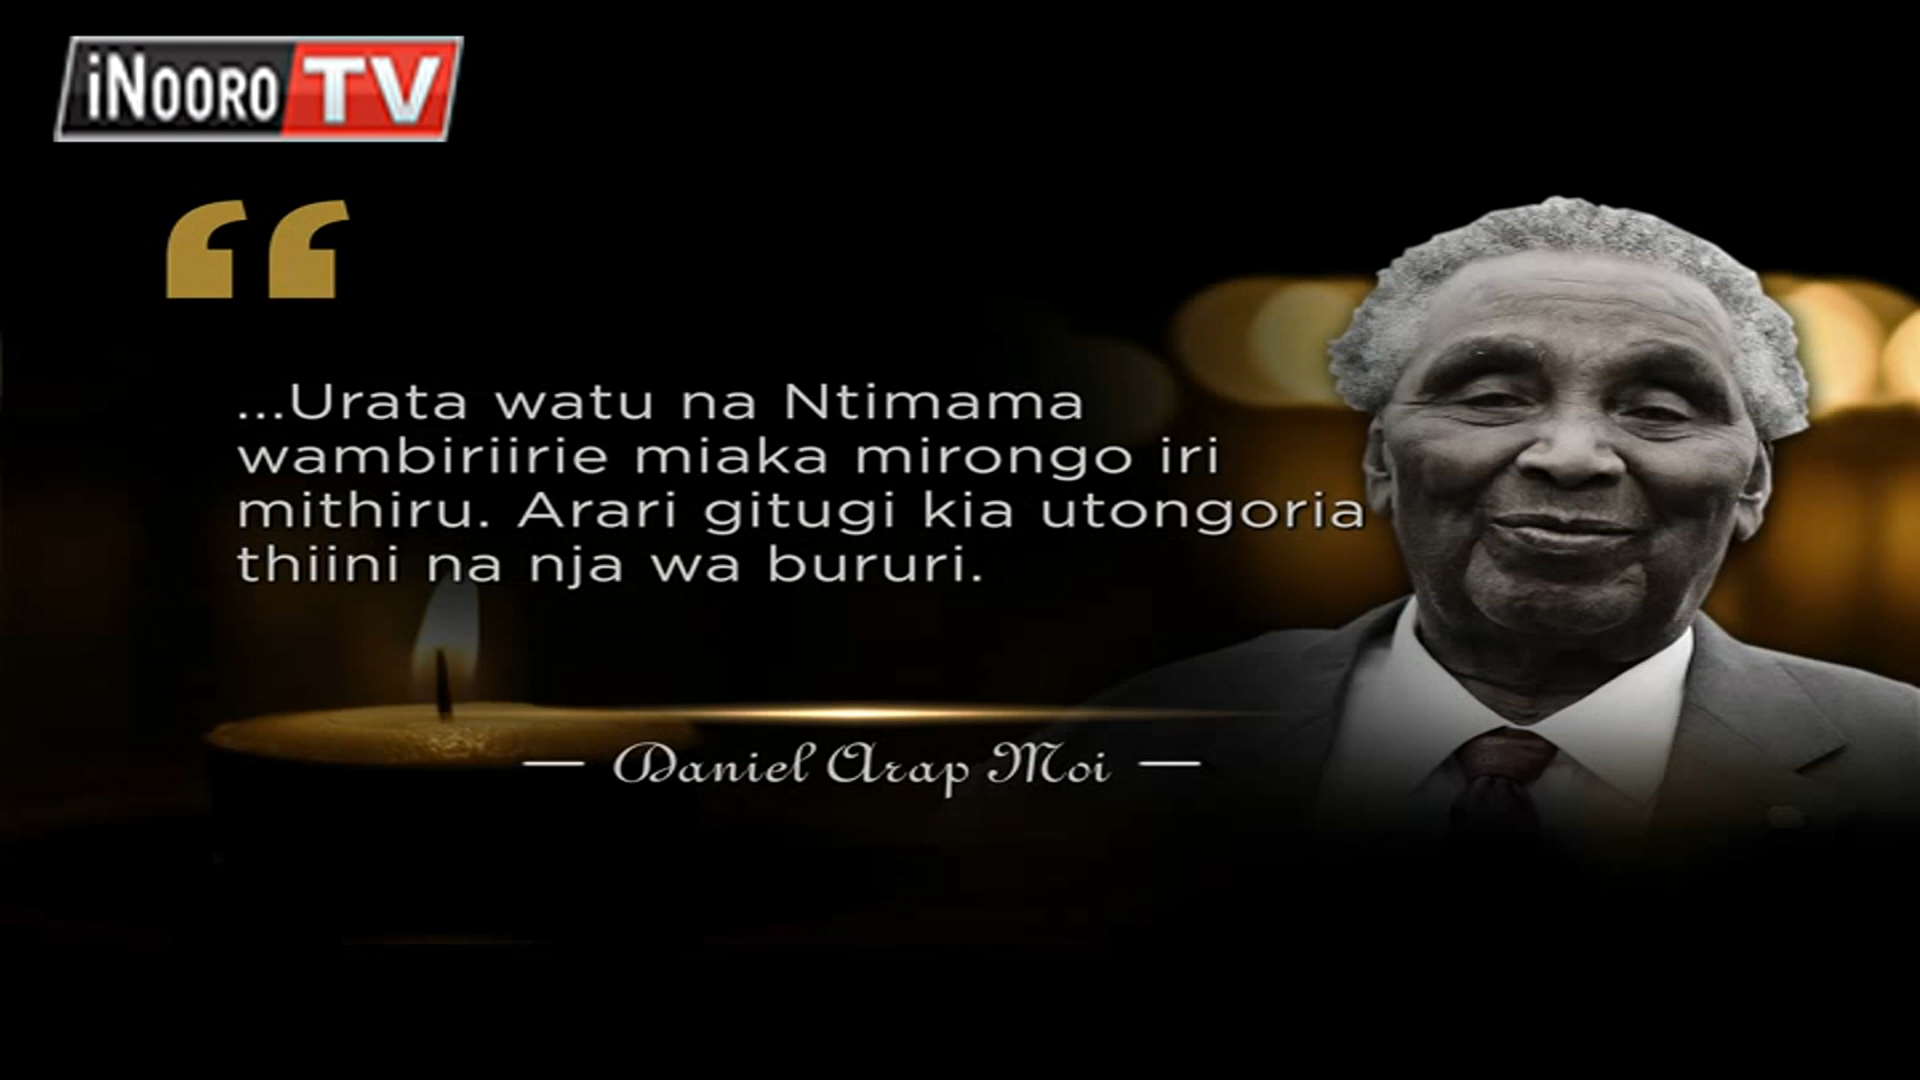 iNOORO TV
“
...Urata watu na Ntimama
wambiriirie miaka mirongo iri
mithiru. Arari gitugi kia utongoria
thiini na nja wa bururi.
— Daniel Arap Moi —